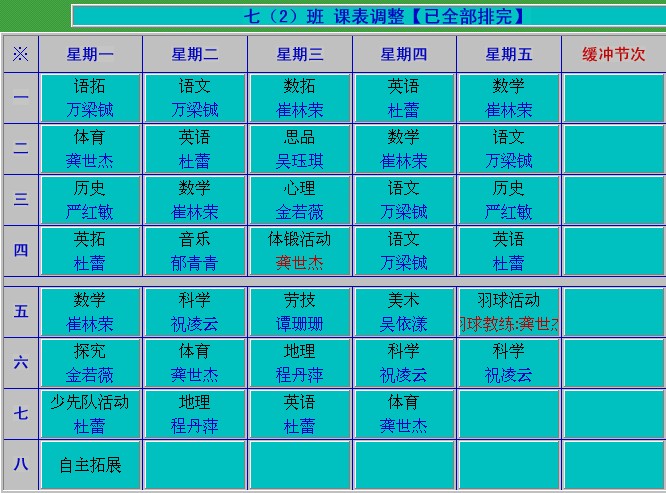 七（2）班 课表调整【已全部排完】
※ 星期一 星期二 星期三 星期四 星期五 缓冲节次
一 语拓 语文 数拓 英语 数学
万梁铖 万梁铖 崔林荣 杜蕾 崔林荣
二 体育 英语 思品 数学 语文
龚世杰 杜蕾 吴珏琪 崔林荣 万梁铖
三 历史 数学 心理 语文 历史
严红敏 崔林荣 金若薇 万梁铖 严红敏
四 英拓 音乐 体锻活动 语文 英语
杜蕾 郁青青 龚世杰 万梁铖 杜蕾
五 数学 科学 劳技 美术 羽球活动
崔林荣 祝凌云 谭珊珊 吴依漾 羽球教练:龚世杰
六 探究 体育 地理 科学 科学
金若薇 龚世杰 程丹萍 祝凌云 祝凌云
七 少先队活动 地理 英语 体育
杜蕾 程丹萍 杜蕾 龚世杰
八 自主拓展